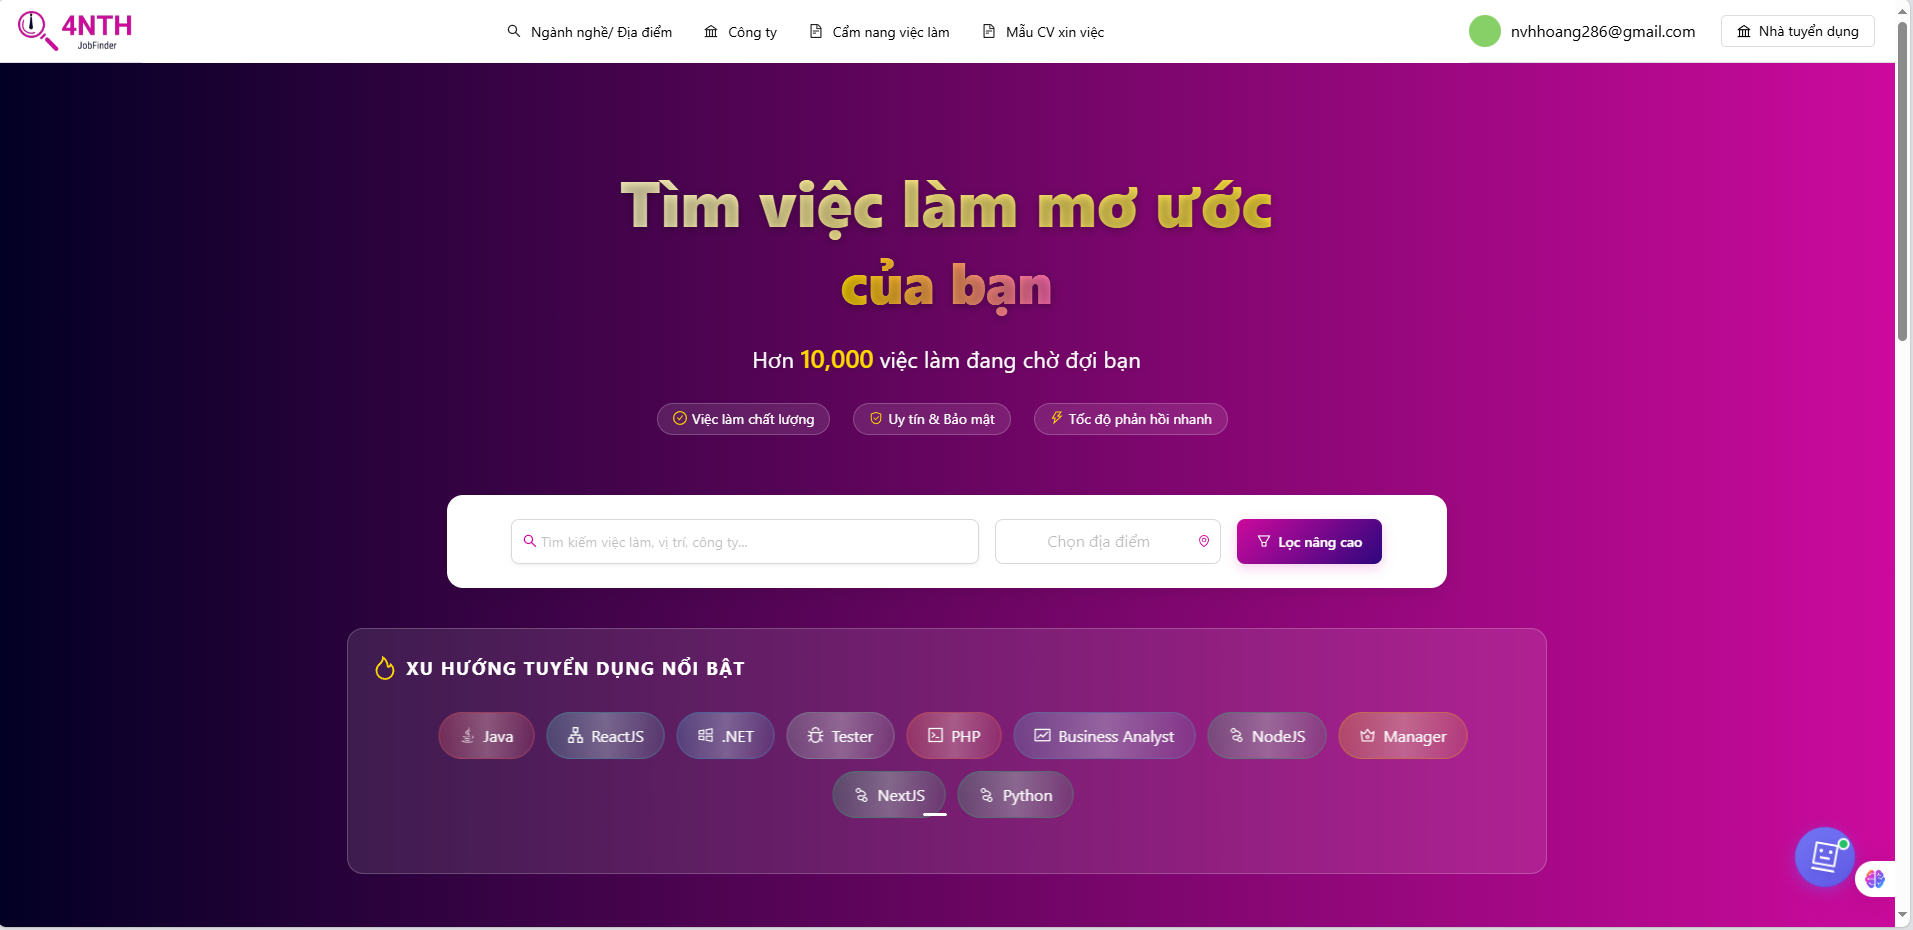 4NTH
JobFinder
Ngành nghề/ Địa điểm
Công ty
Cẩm nang việc làm
Mẫu CV xin việc
nvhhoang286@gmail.com
Nhà tuyển dụng
Tìm việc làm mơ ước
của bạn
Hơn 10,000 việc làm đang chờ đợi bạn
Việc làm chất lượng
Uy tín & Bảo mật
Tốc độ phản hồi nhanh
Tìm kiếm việc làm, vị trí, công ty...
Chọn địa điểm
Lọc nâng cao
XU HƯỚNG TUYỂN DỤNG NỔI BẬT
Java
ReactJS
.NET
Tester
PHP
Business Analyst
NodeJS
Manager
NextJS
Python